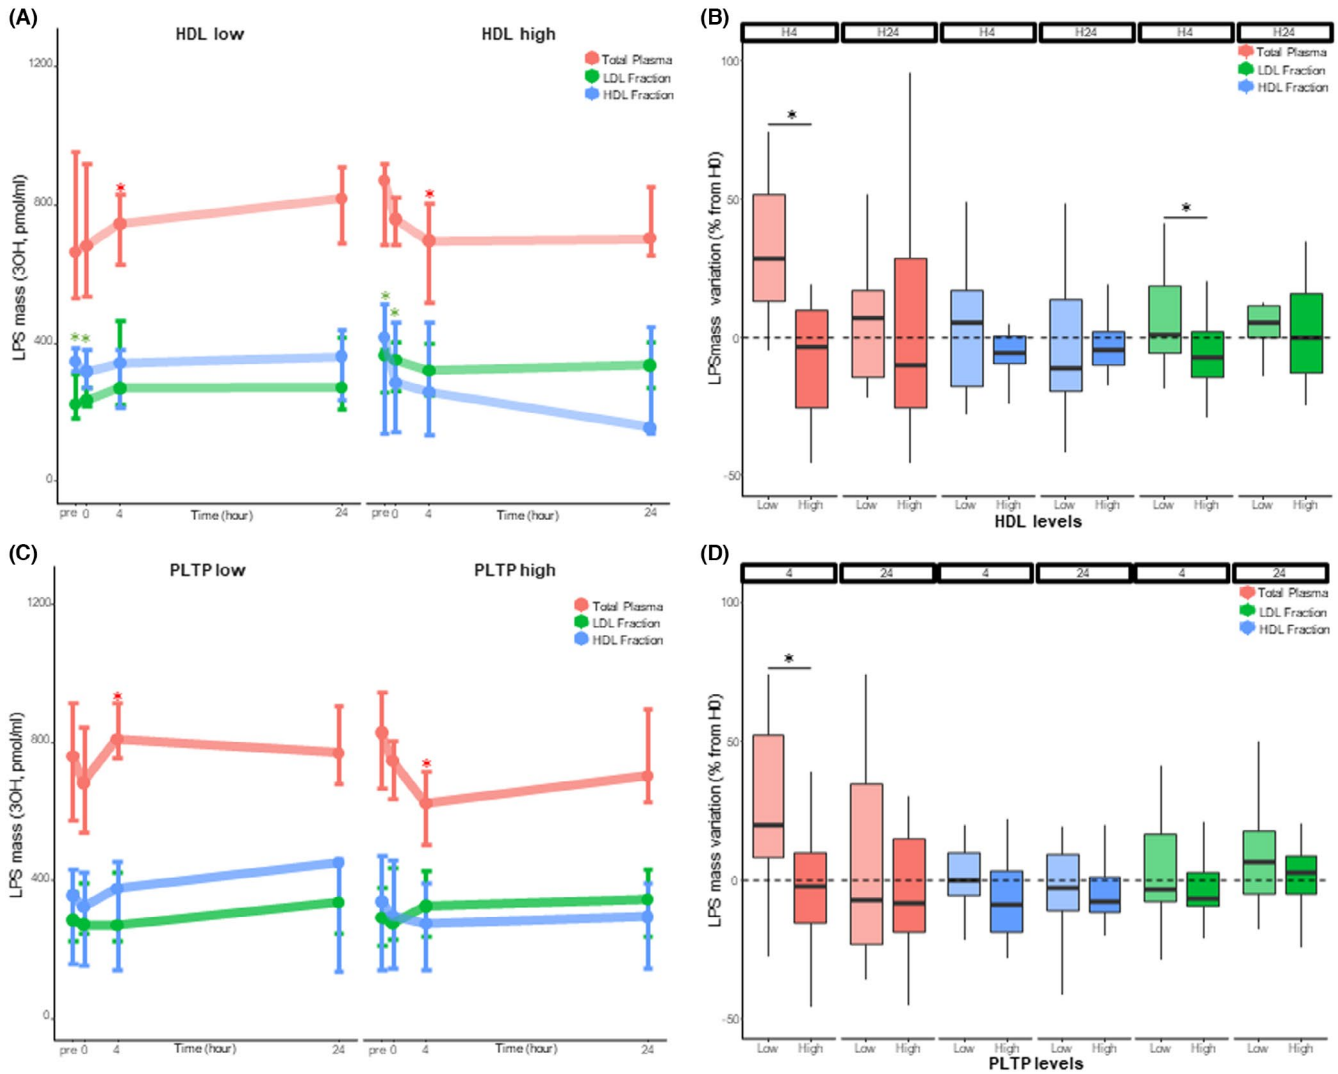 (A)
HDL low
HDL high
Total Plasma
LDL Fraction
HDL Fraction
LPS mass (3OH, pmol/ml)
1200
800
400
0
*
* *
*
*
*
pre 0 4 Time (hour) 24
pre 0 4 Time (hour) 24
(B)
H4 H24 H4 H24 H4 H24
Total Plasma
LDL Fraction
HDL Fraction
LPSmass variation (% from H0)
100
50
0
-50
*
*
Low High Low High Low High Low High Low High Low High
HDL levels
(C)
PLTP low
PLTP high
Total Plasma
LDL Fraction
HDL Fraction
LPS mass (3OH, pmol/ml)
1200
800
400
0
*
*
pre 0 4 Time (hour) 24
pre 0 4 Time (hour) 24
(D)
4 24 4 24 4 24
Total Plasma
LDL Fraction
HDL Fraction
LPS mass variation (% from H0)
100
50
0
-50
*
Low High Low High Low High Low High Low High Low High
PLTP levels